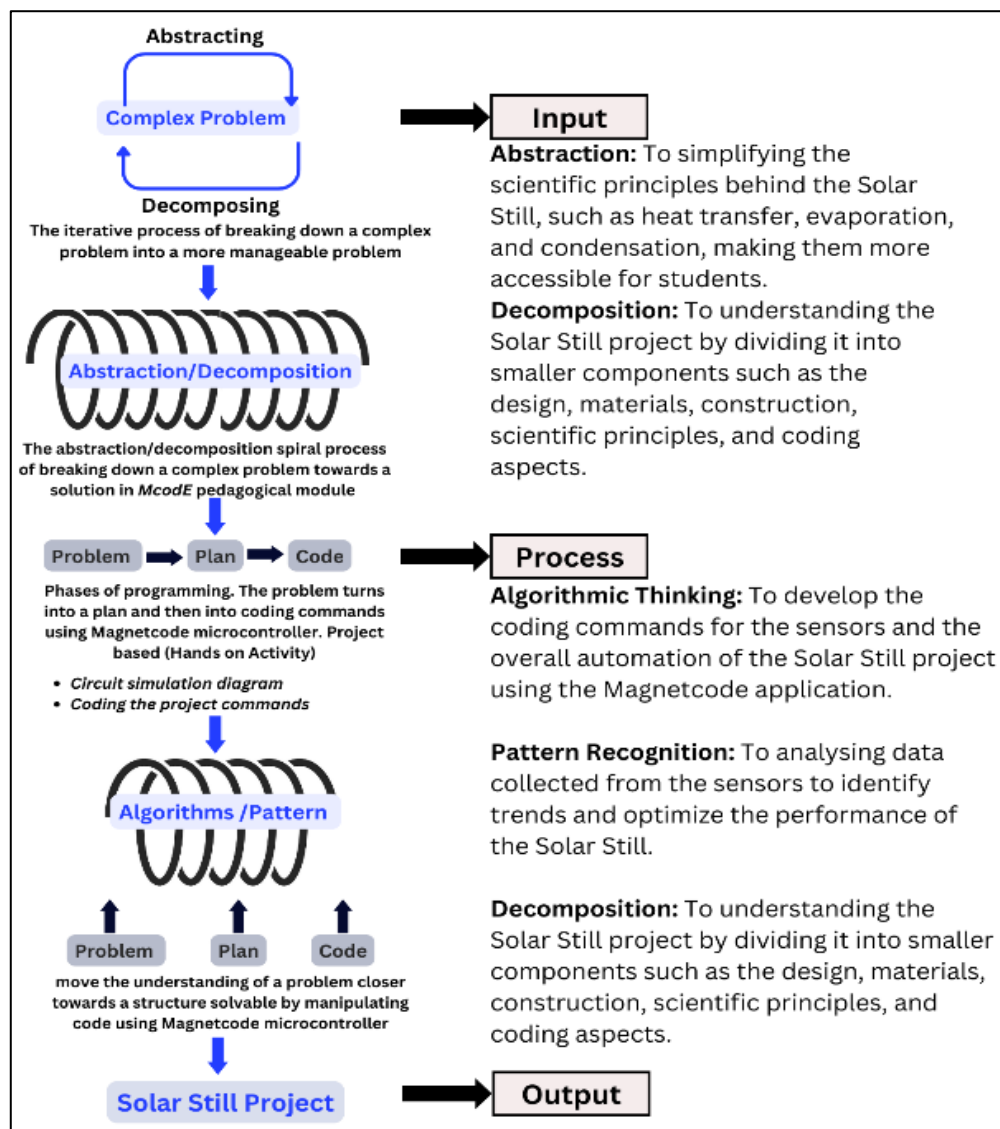 Abstracting
Complex Problem
Decomposing
The iterative process of breaking down a complex
problem into a more manageable problem
Abstraction/Decomposition
The abstraction/decomposition spiral process
of breaking down a complex problem towards a
solution in McodE pedagogical module
Problem
Plan
Code
Phases of programming. The problem turns
into a plan and then into coding commands
using Magnetcode microcontroller. Project
based (Hands on Activity)
• Circuit simulation diagram
• Coding the project commands
Algorithms /Pattern
Problem
Plan
Code
move the understanding of a problem closer
towards a structure solvable by manipulating
code using Magnetcode microcontroller
Solar Still Project
Input
Abstraction: To simplifying the
scientific principles behind the Solar
Still, such as heat transfer, evaporation,
and condensation, making them more
accessible for students.
Decomposition: To understanding the
Solar Still project by dividing it into
smaller components such as the
design, materials, construction,
scientific principles, and coding
aspects.
Process
Algorithmic Thinking: To develop the
coding commands for the sensors and the
overall automation of the Solar Still project
using the Magnetcode application.
Pattern Recognition: To analysing data
collected from the sensors to identify
trends and optimize the performance of
the Solar Still.
Decomposition: To understanding the
Solar Still project by dividing it into smaller
components such as the design, materials,
construction, scientific principles, and
coding aspects.
Output